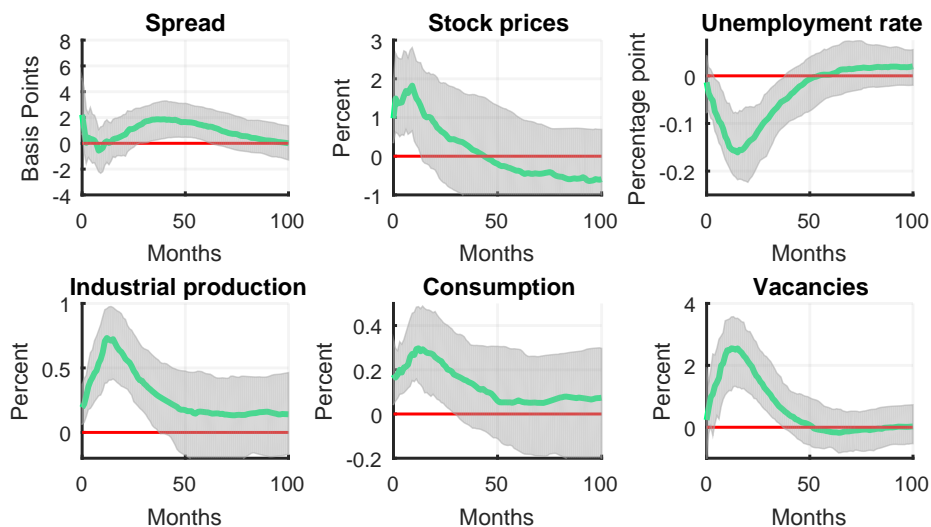 Spread
Stock prices
Unemployment rate
8
6
4
2
0
-2
-4
Basis Points
0
50
100
Months
3
2
1
0
-1
Percent
0
50
100
Months
0
-0.1
-0.2
Percentage point
0
50
100
Months
Industrial production
Consumption
Vacancies
1
0.5
0
Percent
0
50
100
Months
0.4
0.2
0
-0.2
Percent
0
50
100
Months
4
2
0
Percent
0
50
100
Months